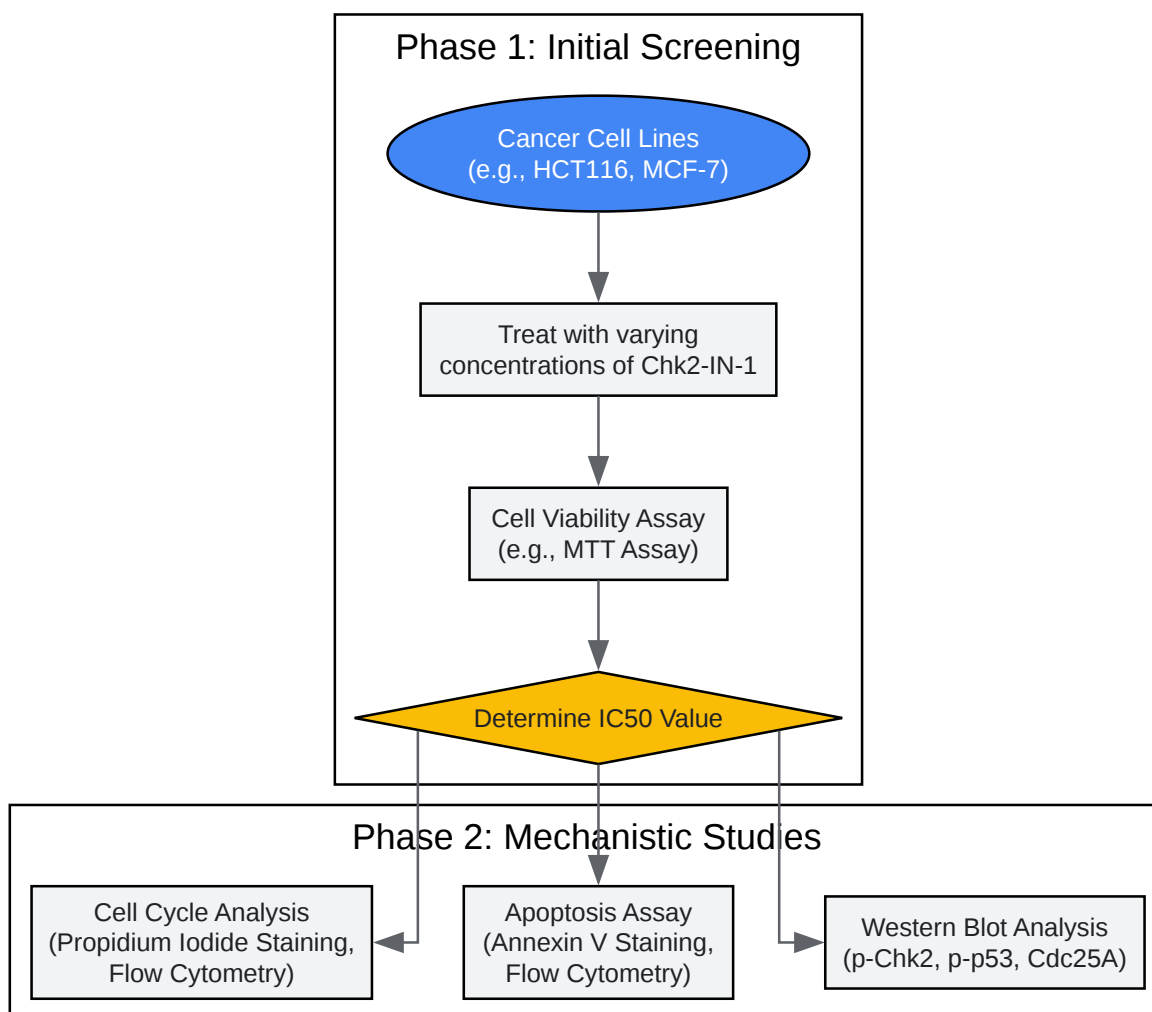 Phase 1: Initial Screening
Cancer Cell Lines
(e.g., HCT116, MCF-7)
Treat with varying
concentrations of Chk2-IN-1
Cell Viability Assay
(e.g., MTT Assay)
Determine IC50 Value
Phase 2: Mechanistic Studies
Cell Cycle Analysis
(Propidium Iodide Staining,
Flow Cytometry)
Apoptosis Assay
(Annexin V Staining,
Flow Cytometry)
Western Blot Analysis
(p-Chk2, p-p53, Cdc25A)